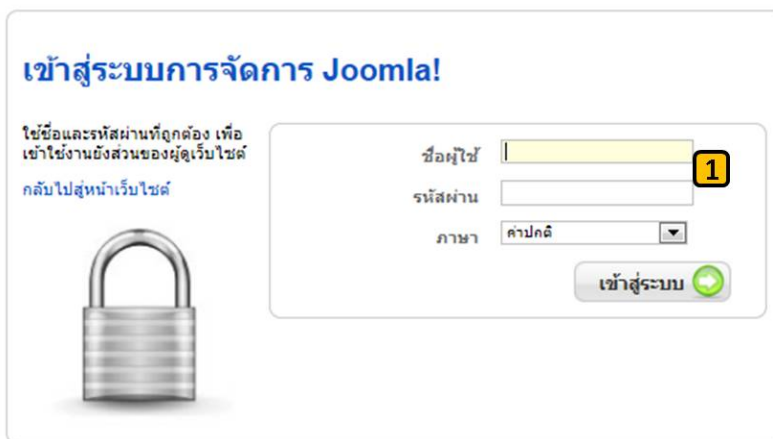 เข้าสู่ระบบการจัดการ Joomla!
ใช้ชื่อและรหัสผ่านที่ถูกต้อง เพื่อ
เข้าใช้งานยังส่วนของผู้ดูเว็บไซต์
กลับไปสู่หน้าเว็บไซต์
ชื่อผู้ใช้
1
รหัสผ่าน
ภาษา ค่าปกติ
เข้าสู่ระบบ